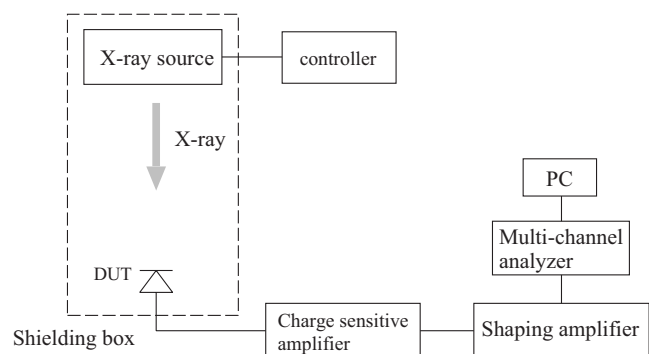 X-ray source
controller
X-ray
PC
Multi-channel
analyzer
DUT
Charge sensitive
amplifier
Shaping amplifier
Shielding box